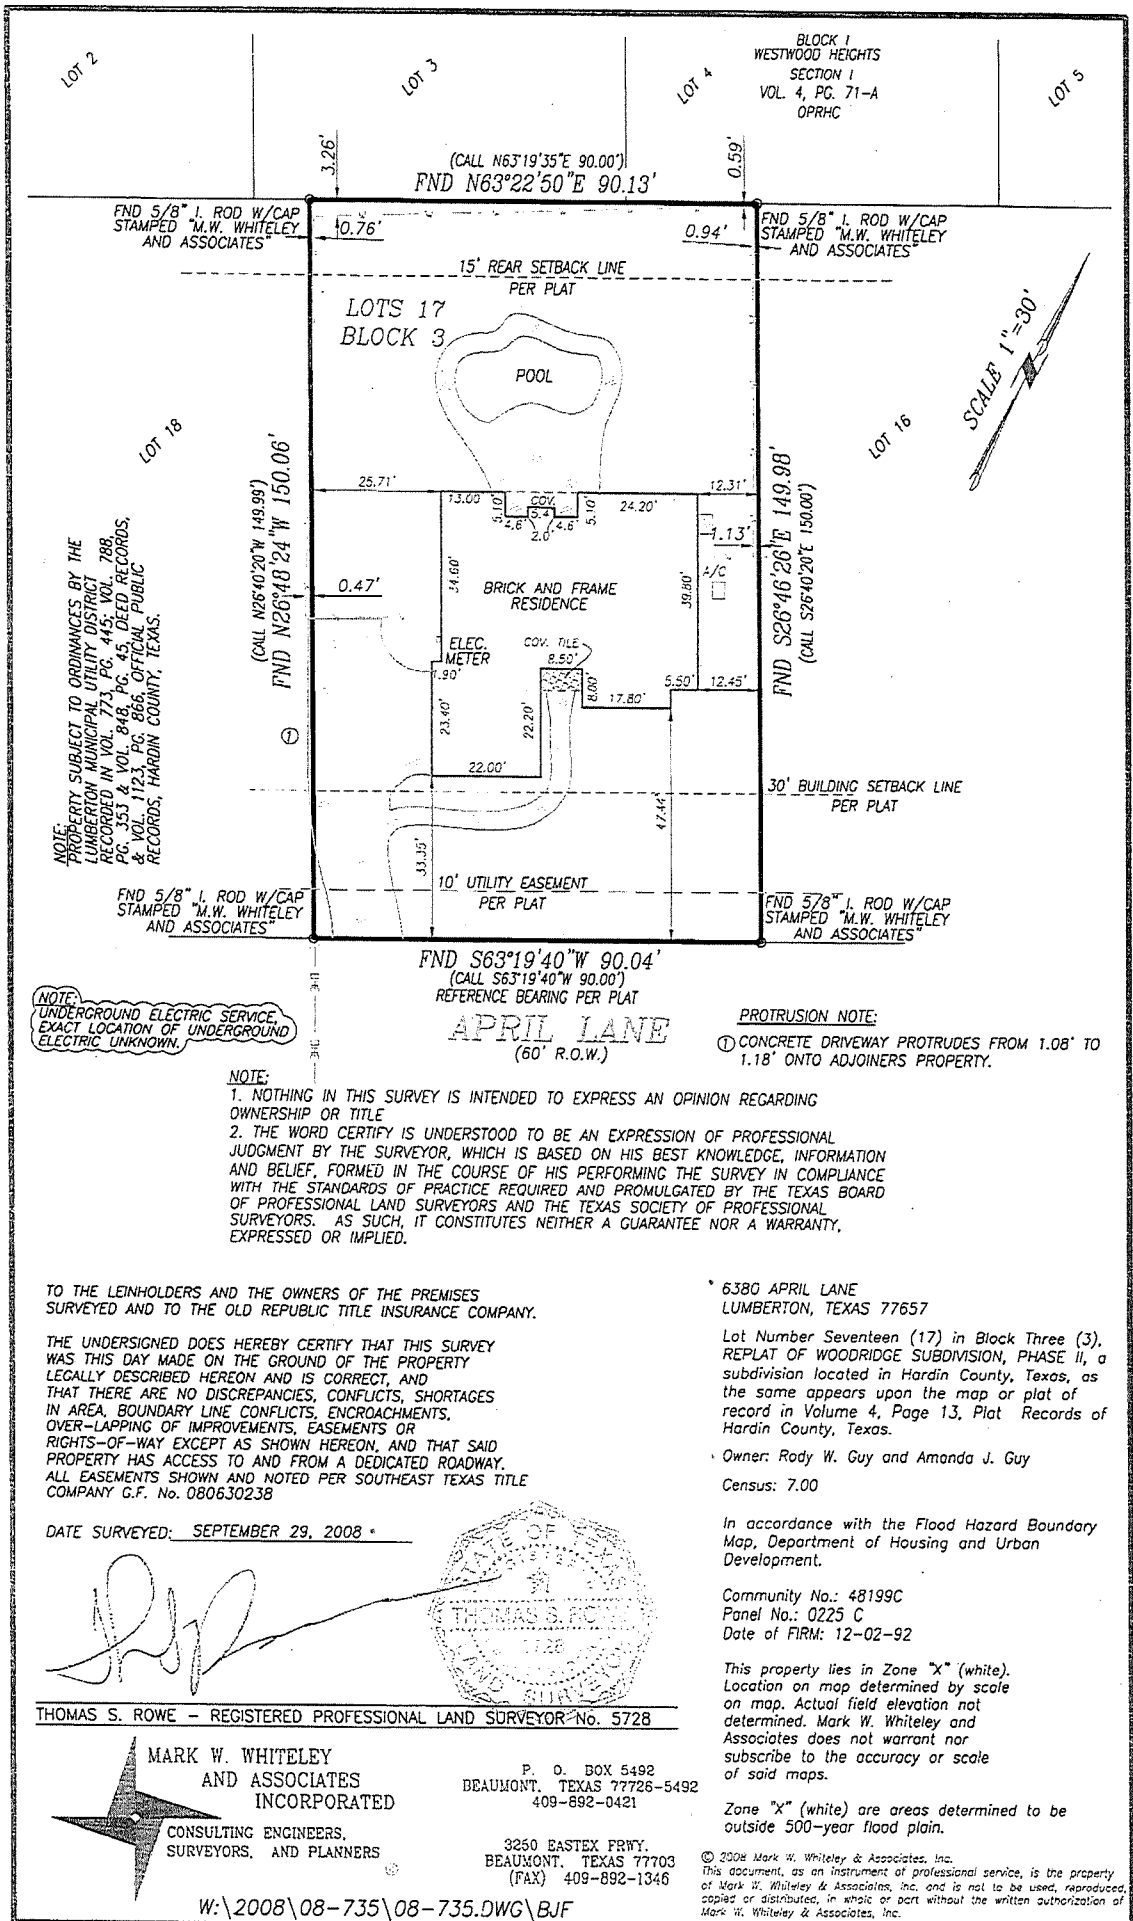 LOT 2
LOT 3
LOT 4
BLOCK 1
WESTWOOD HEIGHTS
SECTION 1
VOL. 4, PG. 71-A
OPRHC
LOT 5
3.26'
(CALL N63°19'35"E 90.00')
FND N63°22'50"E 90.13'
0.59'
FND 5/8" I. ROD W/CAP
STAMPED "M.W. WHITELEY
AND ASSOCIATES"
0.76'
0.94'
FND 5/8" I. ROD W/CAP
STAMPED "M.W. WHITELEY
AND ASSOCIATES"
15' REAR SETBACK LINE
PER PLAT
LOTS 17
BLOCK 3
POOL
SCALE 1"=30'
LOT 18
LOT 16
(CALL N26°40'20"W 149.99')
FND N26°48'24"W 150.06'
FND S26°46'26"E 149.98'
(CALL S26°40'20"E 150.00')
25.71'
13.00
5.10'
COV.
5.4
4.6'
4.6'
2.0'
5.10'
24.20'
12.31'
1.13'
A/C
0.47'
34.60'
BRICK AND FRAME
RESIDENCE
39.80'
ELEC.
METER
COV. TILE
8.50'
1.90'
8.00'
5.50'
12.45'
17.80'
23.40'
22.20'
22.00'
①
NOTE:
PROPERTY SUBJECT TO ORDINANCES BY THE
LUMBERTON MUNICIPAL UTILITY DISTRICT
RECORDED IN VOL. 773, PG. 445; VOL. 788,
PG. 353 & VOL. 848, PG. 45, DEED RECORDS,
& VOL. 1123, PG. 866, OFFICIAL PUBLIC
RECORDS, HARDIN COUNTY, TEXAS.
30' BUILDING SETBACK LINE
PER PLAT
47.44'
33.35'
10' UTILITY EASEMENT
PER PLAT
FND 5/8" I. ROD W/CAP
STAMPED "M.W. WHITELEY
AND ASSOCIATES"
FND 5/8" I. ROD W/CAP
STAMPED "M.W. WHITELEY
AND ASSOCIATES"
FND S63°19'40"W 90.04'
(CALL S63°19'40"W 90.00')
REFERENCE BEARING PER PLAT
APRIL LANE
(60' R.O.W.)
NOTE:
UNDERGROUND ELECTRIC SERVICE,
EXACT LOCATION OF UNDERGROUND
ELECTRIC UNKNOWN.
PROTRUSION NOTE:
① CONCRETE DRIVEWAY PROTRUDES FROM 1.08' TO
1.18' ONTO ADJOINERS PROPERTY.
NOTE:
1. NOTHING IN THIS SURVEY IS INTENDED TO EXPRESS AN OPINION REGARDING
OWNERSHIP OR TITLE
2. THE WORD CERTIFY IS UNDERSTOOD TO BE AN EXPRESSION OF PROFESSIONAL
JUDGMENT BY THE SURVEYOR, WHICH IS BASED ON HIS BEST KNOWLEDGE, INFORMATION
AND BELIEF, FORMED IN THE COURSE OF HIS PERFORMING THE SURVEY IN COMPLIANCE
WITH THE STANDARDS OF PRACTICE REQUIRED AND PROMULGATED BY THE TEXAS BOARD
OF PROFESSIONAL LAND SURVEYORS AND THE TEXAS SOCIETY OF PROFESSIONAL
SURVEYORS. AS SUCH, IT CONSTITUTES NEITHER A GUARANTEE NOR A WARRANTY,
EXPRESSED OR IMPLIED.
TO THE LEINHOLDERS AND THE OWNERS OF THE PREMISES
SURVEYED AND TO THE OLD REPUBLIC TITLE INSURANCE COMPANY.
THE UNDERSIGNED DOES HEREBY CERTIFY THAT THIS SURVEY
WAS THIS DAY MADE ON THE GROUND OF THE PROPERTY
LEGALLY DESCRIBED HEREON AND IS CORRECT, AND
THAT THERE ARE NO DISCREPANCIES, CONFLICTS, SHORTAGES
IN AREA, BOUNDARY LINE CONFLICTS, ENCROACHMENTS,
OVER-LAPPING OF IMPROVEMENTS, EASEMENTS OR
RIGHTS-OF-WAY EXCEPT AS SHOWN HEREON, AND THAT SAID
PROPERTY HAS ACCESS TO AND FROM A DEDICATED ROADWAY.
ALL EASEMENTS SHOWN AND NOTED PER SOUTHEAST TEXAS TITLE
COMPANY G.F. No. 080630238
DATE SURVEYED: SEPTEMBER 29, 2008
STATE OF TEXAS
THOMAS S. ROWE
LAND SURVEYOR
THOMAS S. ROWE - REGISTERED PROFESSIONAL LAND SURVEYOR No. 5728
MARK W. WHITELEY
AND ASSOCIATES
INCORPORATED
CONSULTING ENGINEERS,
SURVEYORS, AND PLANNERS
P. O. BOX 5492
BEAUMONT, TEXAS 77726-5492
409-892-0421
3250 EASTEX FRWY.
BEAUMONT, TEXAS 77703
(FAX) 409-892-1346
W:\2008\08-735\08-735.DWG\BJF
6380 APRIL LANE
LUMBERTON, TEXAS 77657
Lot Number Seventeen (17) in Block Three (3),
REPLAT OF WOODRIDGE SUBDIVISION, PHASE II, a
subdivision located in Hardin County, Texas, as
the same appears upon the map or plat of
record in Volume 4, Page 13, Plat Records of
Hardin County, Texas.
Owner: Rody W. Guy and Amanda J. Guy
Census: 7.00
In accordance with the Flood Hazard Boundary
Map, Department of Housing and Urban
Development.
Community No.: 48199C
Panel No.: 0225 C
Date of FIRM: 12-02-92
This property lies in Zone "X" (white).
Location on map determined by scale
on map. Actual field elevation not
determined. Mark W. Whiteley and
Associates does not warrant nor
subscribe to the accuracy or scale
of said maps.
Zone "X" (white) are areas determined to be
outside 500-year flood plain.
© 2008 Mark W. Whiteley & Associates, Inc.
This document, as an instrument of professional service, is the property
of Mark W. Whiteley & Associates, Inc. and is not to be used, reproduced,
copied or distributed, in whole or part without the written authorization of
Mark W. Whiteley & Associates, Inc.